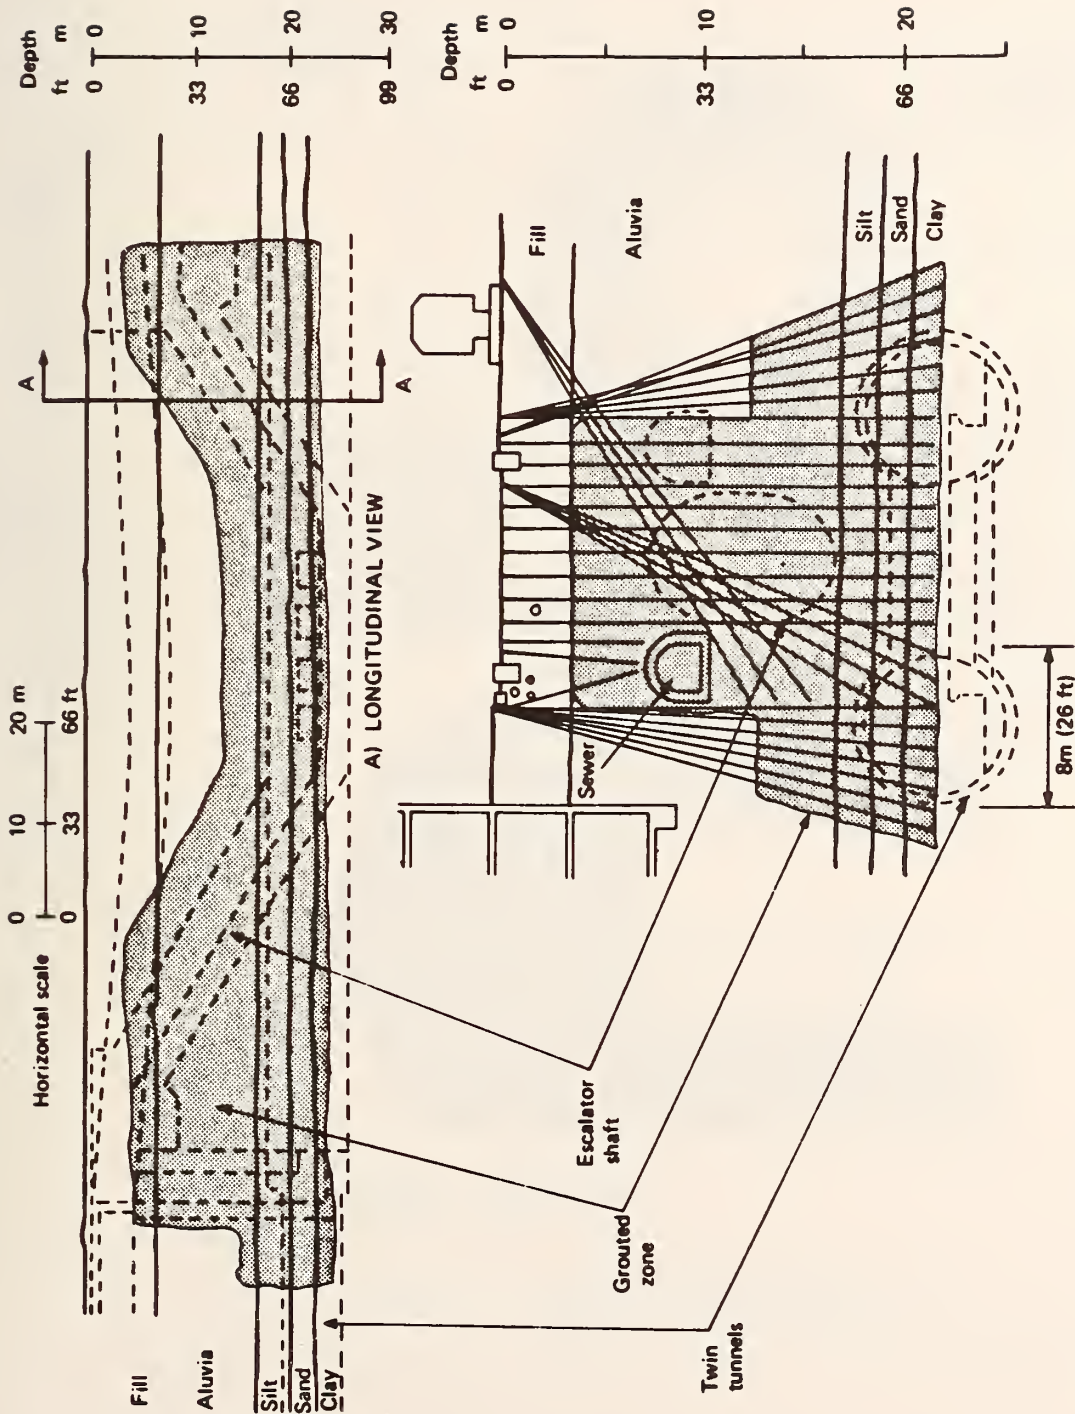 Horizontal scale
0 10 20 m
0 33 66 ft
Depth
ft m
0 0
33 10
66 20
99 30
A
A
Fill
Aluvia
Silt
Sand
Clay
A) LONGITUDINAL VIEW
Depth
ft m
0 0
33 10
66 20
Fill
Aluvia
Silt
Sand
Clay
Sewer
8m (26 ft)
Escalator
shaft
Grouted
zone
Twin
tunnels